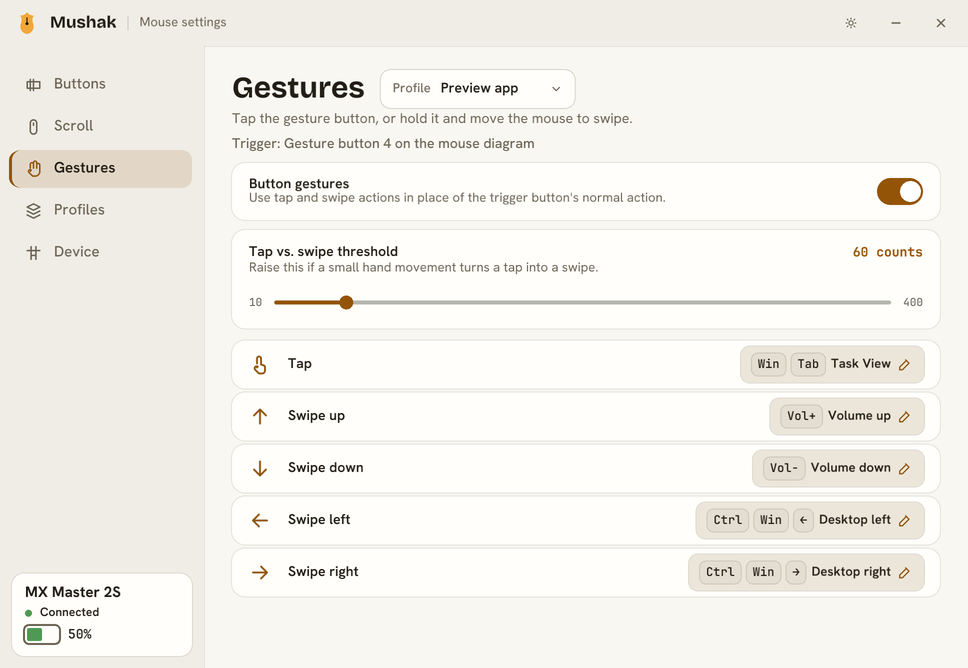 Mushak | Mouse settings
Buttons
Scroll
Gestures
Profiles
Device
MX Master 2S
Connected
50%
Gestures
Profile Preview app
Tap the gesture button, or hold it and move the mouse to swipe.
Trigger: Gesture button 4 on the mouse diagram
Button gestures
Use tap and swipe actions in place of the trigger button's normal action.
Tap vs. swipe threshold
60 counts
Raise this if a small hand movement turns a tap into a swipe.
10
400
Tap
Win Tab Task View
Swipe up
Vol+ Volume up
Swipe down
Vol- Volume down
Swipe left
Ctrl Win ← Desktop left
Swipe right
Ctrl Win → Desktop right